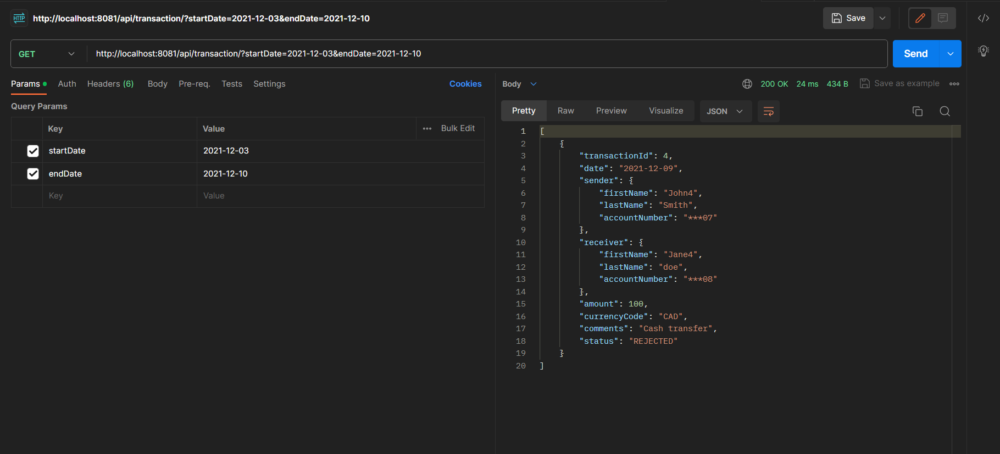 HTTP http://localhost:8081/api/transaction/?startDate=2021-12-03&endDate=2021-12-10 Save
GET http://localhost:8081/api/transaction/?startDate=2021-12-03&endDate=2021-12-10 Send
Params Auth Headers (6) Body Pre-req. Tests Settings Cookies
Query Params
Key Value Bulk Edit
startDate 2021-12-03
endDate 2021-12-10
Key Value
Body 200 OK 24 ms 434 B Save as example
Pretty Raw Preview Visualize JSON
1 [
2 {
3 "transactionId": 4,
4 "date": "2021-12-09",
5 "sender": {
6 "firstName": "John4",
7 "lastName": "Smith",
8 "accountNumber": "***07"
9 },
10 "receiver": {
11 "firstName": "Jane4",
12 "lastName": "doe",
13 "accountNumber": "***08"
14 },
15 "amount": 100,
16 "currencyCode": "CAD",
17 "comments": "Cash transfer",
18 "status": "REJECTED"
19 }
20 ]